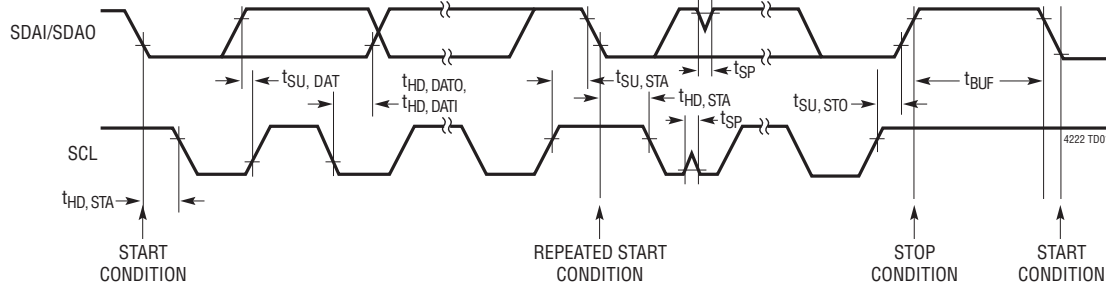 SDAI/SDAO
tSU, DAT
tHD, DATO,
tHD, DATI
tSU, STA
tSP
tHD, STA
tSP
tSU, STO
tBUF
4222 TD0
SCL
tHD, STA
START
CONDITION
REPEATED START
CONDITION
STOP
CONDITION
START
CONDITION